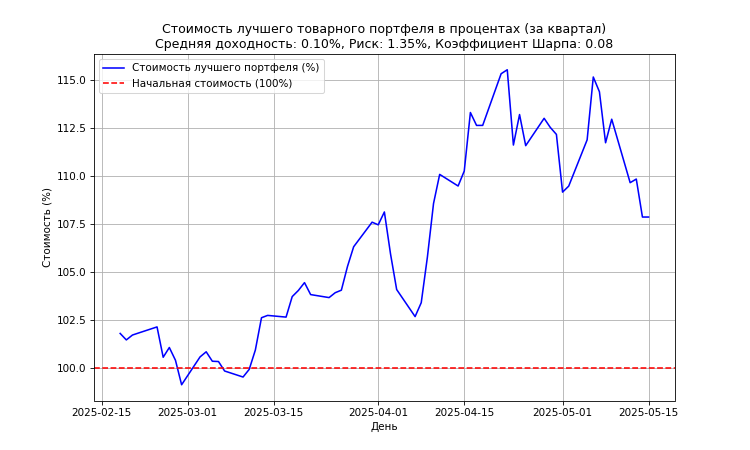 Стоимость лучшего товарного портфеля в процентах (за квартал)
Средняя доходность: 0.10%, Риск: 1.35%, Коэффициент Шарпа: 0.08
Стоимость лучшего портфеля (%)
Начальная стоимость (100%)
Стоимость (%)
115.0
112.5
110.0
107.5
105.0
102.5
100.0
2025-02-15
2025-03-01
2025-03-15
2025-04-01
2025-04-15
2025-05-01
2025-05-15
День